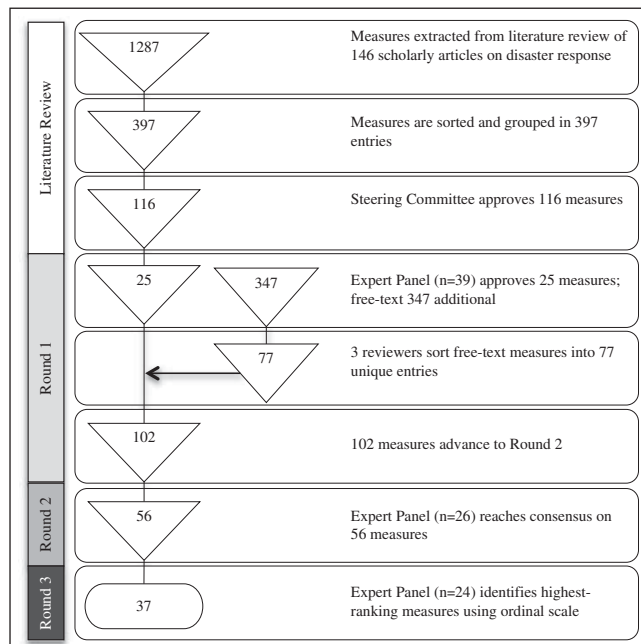 Literature Review
1287
Measures extracted from literature review of
146 scholarly articles on disaster response
397
Measures are sorted and grouped in 397
entries
116
Steering Committee approves 116 measures
Round 1
25
347
Expert Panel (n=39) approves 25 measures;
free-text 347 additional
77
3 reviewers sort free-text measures into 77
unique entries
102
102 measures advance to Round 2
Round 2
56
Expert Panel (n=26) reaches consensus on
56 measures
Round 3
37
Expert Panel (n=24) identifies highest-
ranking measures using ordinal scale